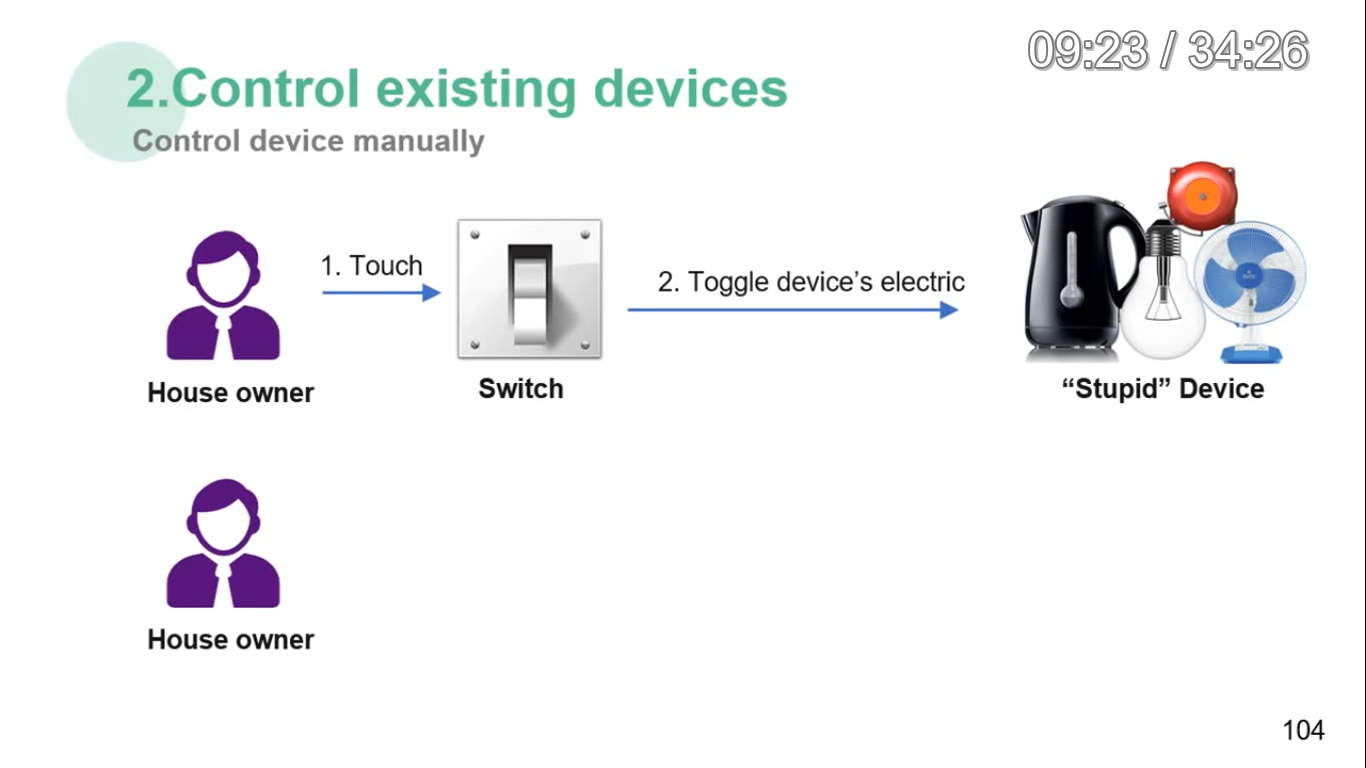 09:23 / 34:26
2.Control existing devices
Control device manually
1. Touch
2. Toggle device’s electric
House owner
Switch
“Stupid” Device
House owner
104